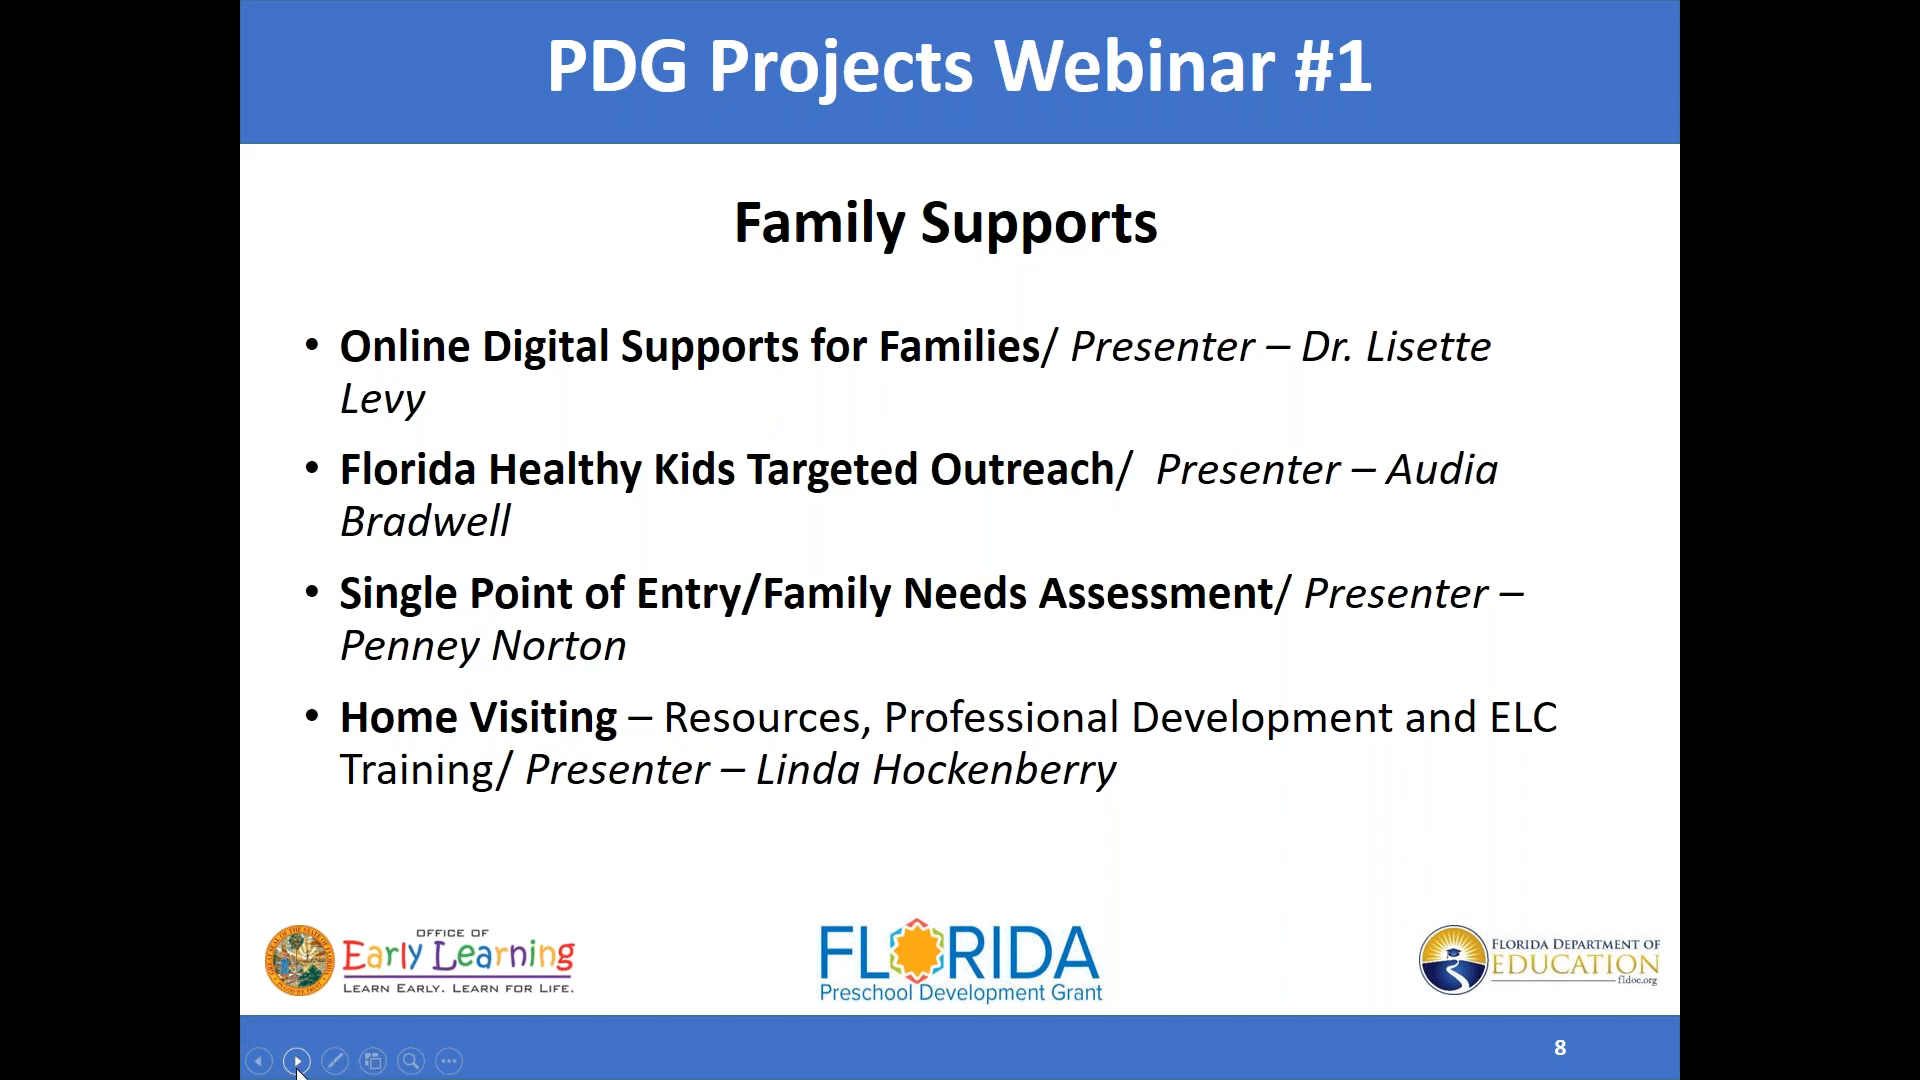 PDG Projects Webinar #1
Family Supports
• Online Digital Supports for Families/ Presenter – Dr. Lisette
Levy
• Florida Healthy Kids Targeted Outreach/  Presenter – Audia
Bradwell
• Single Point of Entry/Family Needs Assessment/ Presenter –
Penney Norton
• Home Visiting – Resources, Professional Development and ELC
Training/ Presenter – Linda Hockenberry
OFFICE OF
Early Learning
LEARN EARLY. LEARN FOR LIFE.
FLORIDA
Preschool Development Grant
FLORIDA DEPARTMENT OF
EDUCATION
fldoe.org
8